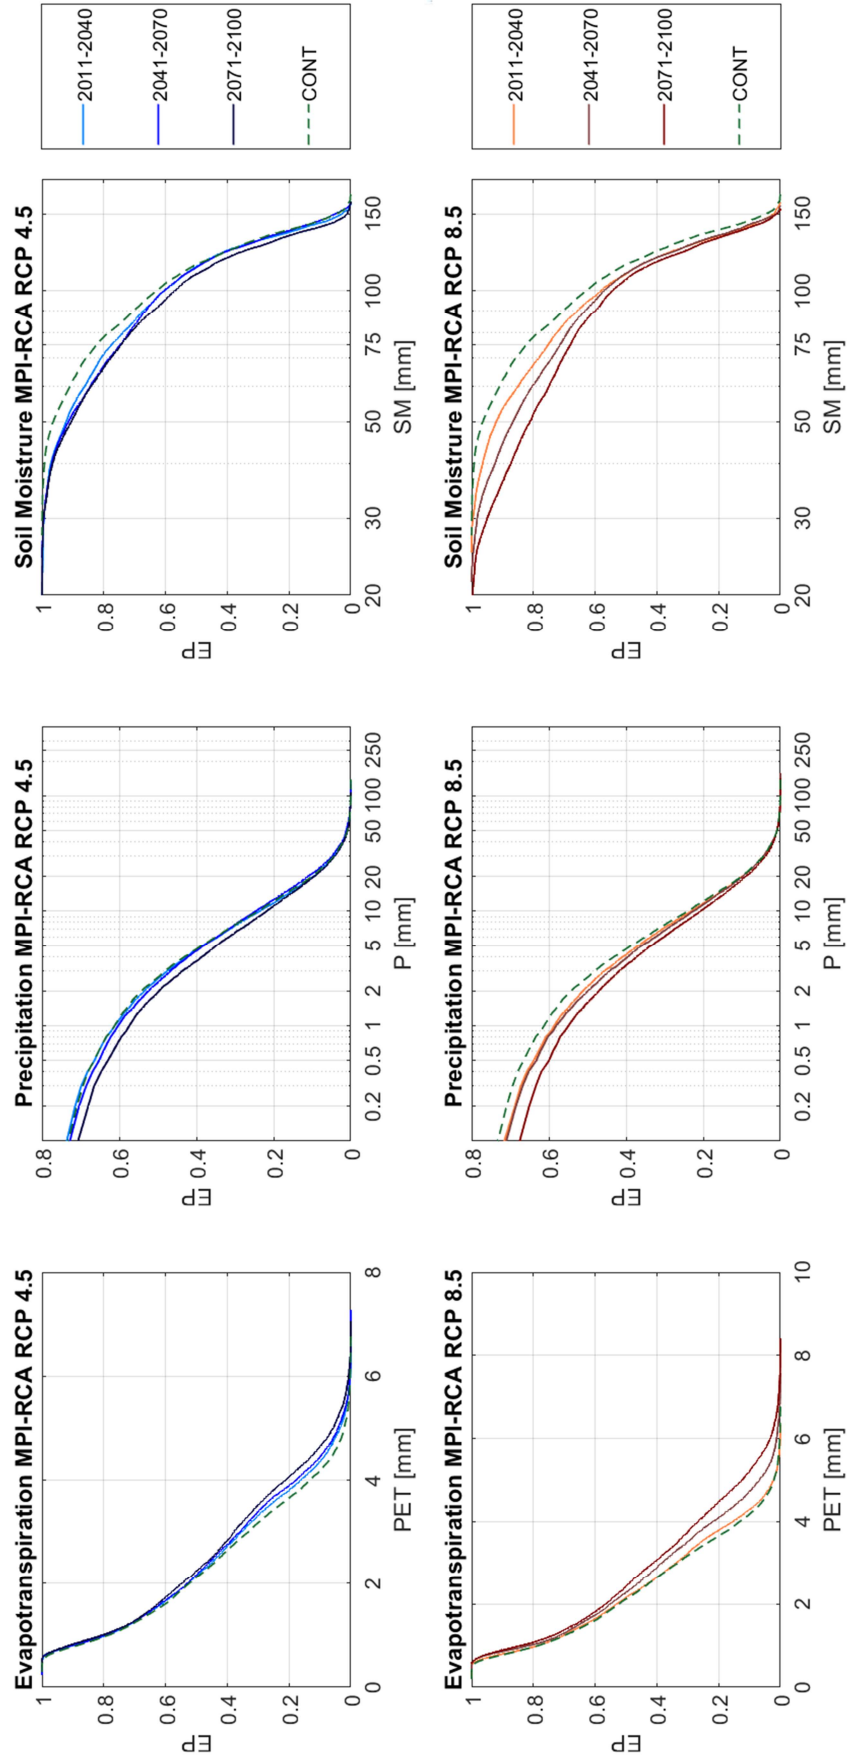 Evapotranspiration MPI-RCA RCP 4.5
1
0.8
0.6
0.4
0.2
0
EP
0 2 4 6 8
PET [mm]
Precipitation MPI-RCA RCP 4.5
0.8
0.6
0.4
0.2
0
EP
0.2 0.5 1 2 5 10 20 50 100 250
P [mm]
Soil Moistrure MPI-RCA RCP 4.5
1
0.8
0.6
0.4
0.2
0
EP
20 30 50 75 100 150
SM [mm]
2011-2040
2041-2070
2071-2100
CONT
Evapotranspiration MPI-RCA RCP 8.5
1
0.8
0.6
0.4
0.2
0
EP
0 2 4 6 8 10
PET [mm]
Precipitation MPI-RCA RCP 8.5
0.8
0.6
0.4
0.2
0
EP
0.2 0.5 1 2 5 10 20 50 100 250
P [mm]
Soil Moistrure MPI-RCA RCP 8.5
1
0.8
0.6
0.4
0.2
0
EP
20 30 50 75 100 150
SM [mm]
2011-2040
2041-2070
2071-2100
CONT